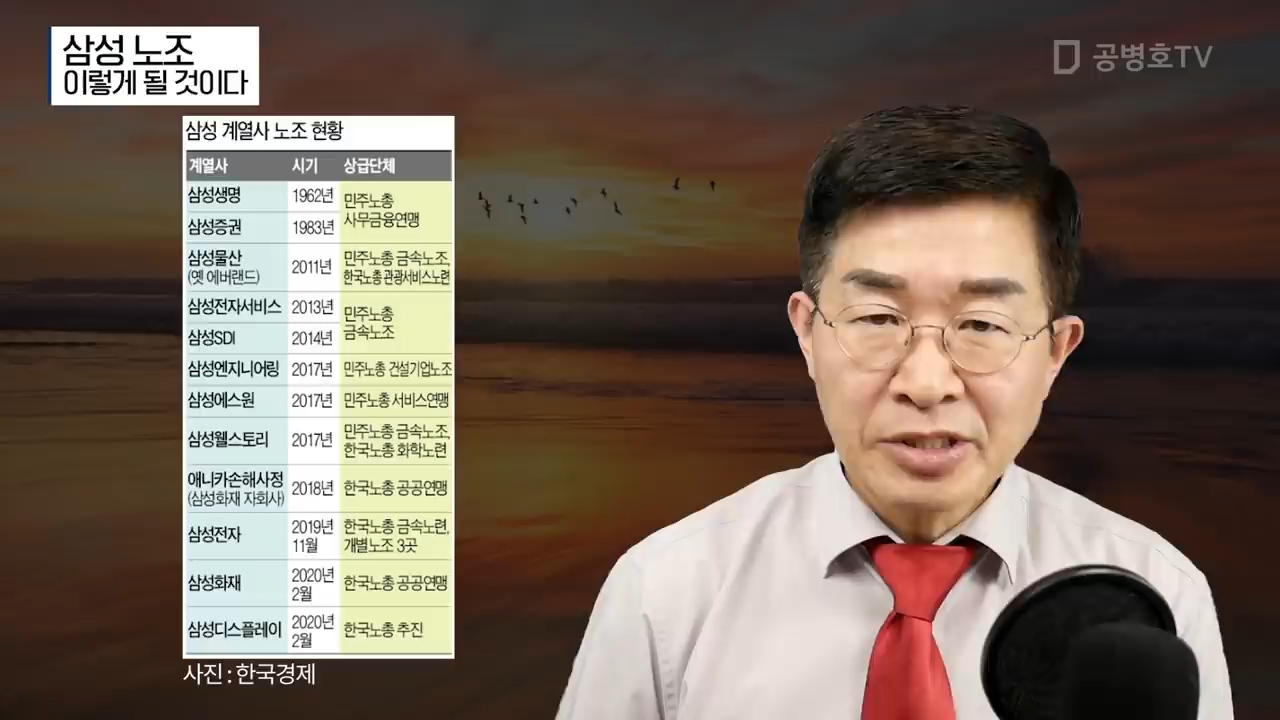 삼성 노조
이렇게 될 것이다
공병호TV
삼성 계열사 노조 현황
계열사 시기 상급단체
삼성생명 1962년 민주노총
사무금융연맹
삼성증권 1983년
삼성물산
(옛 에버랜드) 2011년 민주노총 금속노조,
한국노총 관광서비스노련
삼성전자서비스 2013년 민주노총
금속노조
삼성SDI 2014년
삼성엔지니어링 2017년 민주노총 건설기업노조
삼성에스원 2017년 민주노총 서비스연맹
삼성웰스토리 2017년 민주노총 금속노조,
한국노총 화학노련
애니카손해사정
(삼성화재 자회사) 2018년 한국노총 공공연맹
삼성전자 2019년
11월 한국노총 금속노련,
개별노조 3곳
삼성화재 2020년
2월 한국노총 공공연맹
삼성디스플레이 2020년
2월 한국노총 추진
사진 : 한국경제